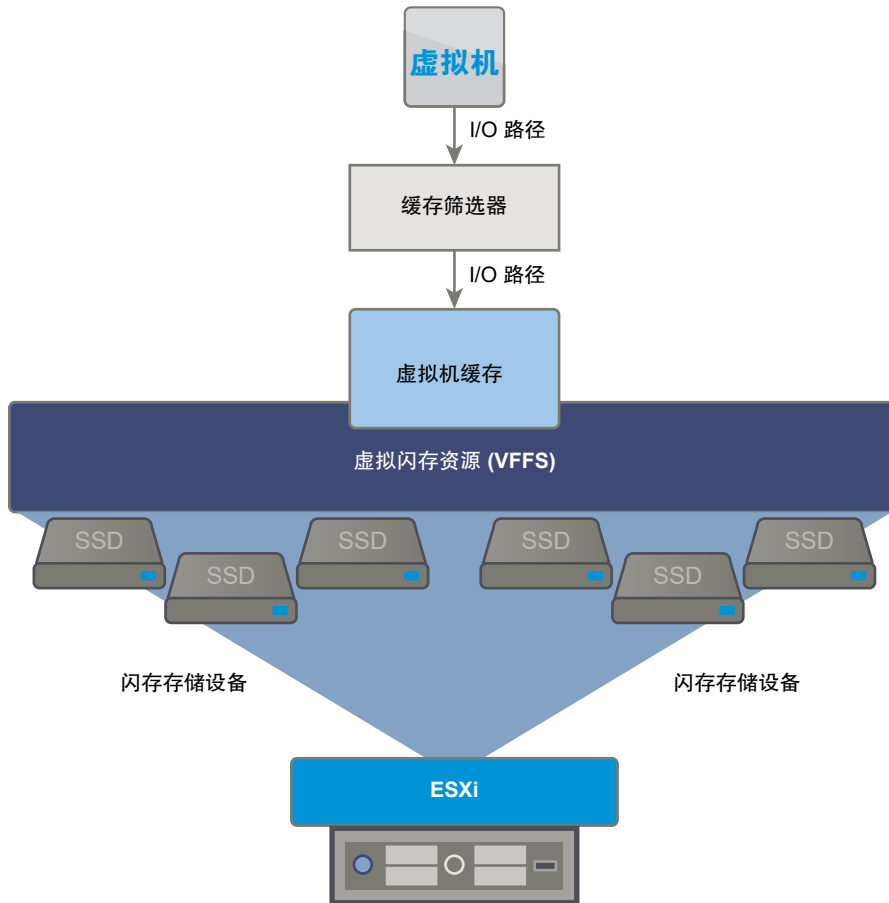 虚拟机
I/O 路径
缓存筛选器
I/O 路径
虚拟机缓存
虚拟闪存资源 (VFFS)
SSD
SSD
SSD
SSD
SSD
SSD
闪存存储设备
闪存存储设备
ESXi